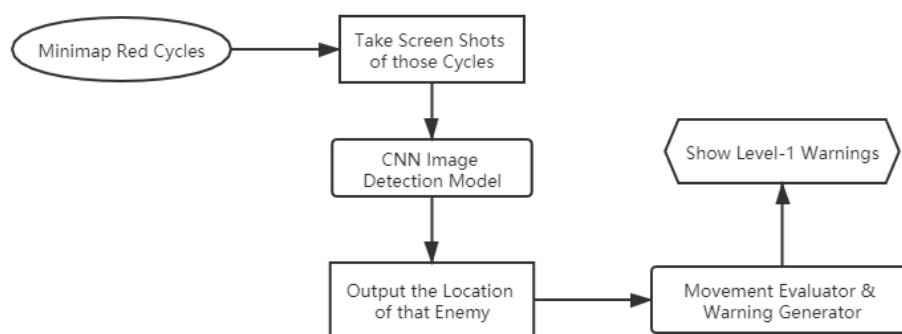 Minimap Red Cycles
Take Screen Shots
of those Cycles
CNN Image
Detection Model
Show Level-1 Warnings
Output the Location
of that Enemy
Movement Evaluator &
Warning Generator